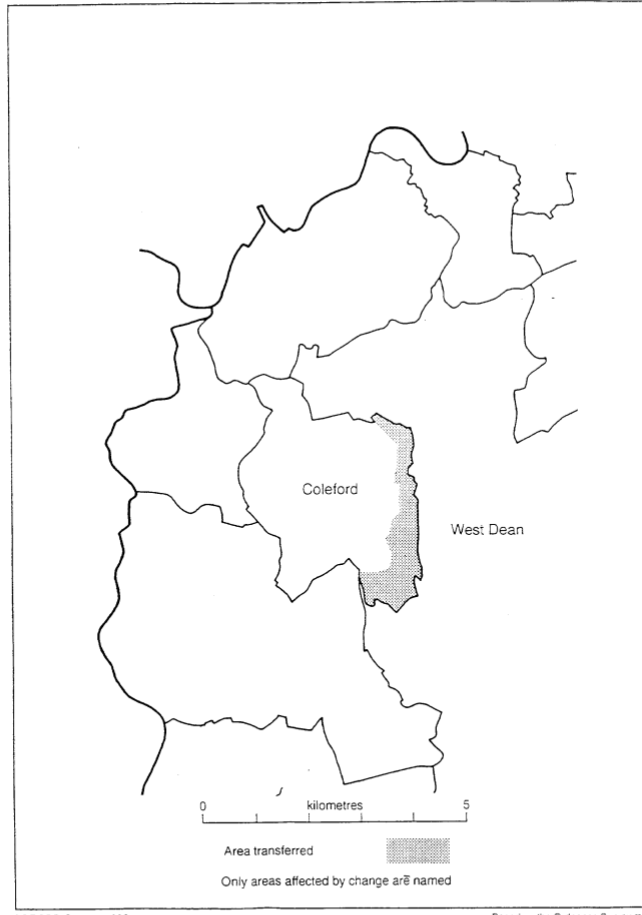 Coleford
West Dean
0 kilometres 5
Area transferred
Only areas affected by change are named